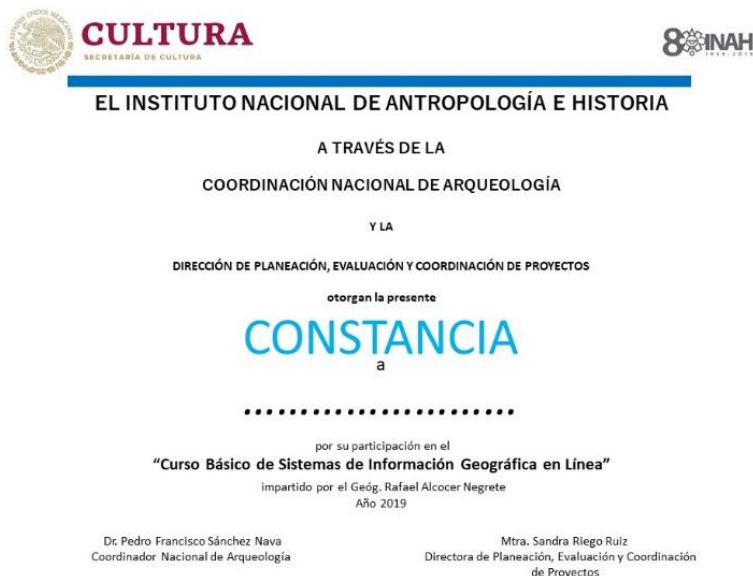 CULTURA
SECRETARÍA DE CULTURA
8 INAH
1939-2019
EL INSTITUTO NACIONAL DE ANTROPOLOGÍA E HISTORIA
A TRAVÉS DE LA
COORDINACIÓN NACIONAL DE ARQUEOLOGÍA
Y LA
DIRECCIÓN DE PLANEACIÓN, EVALUACIÓN Y COORDINACIÓN DE PROYECTOS
otorgan la presente
CONSTANCIA
a
........................
por su participación en el
“Curso Básico de Sistemas de Información Geográfica en Línea”
impartido por el Geóg. Rafael Alcocer Negrete
Año 2019
Dr. Pedro Francisco Sánchez Nava
Coordinador Nacional de Arqueología
Mtra. Sandra Riego Ruiz
Directora de Planeación, Evaluación y Coordinación
de Proyectos